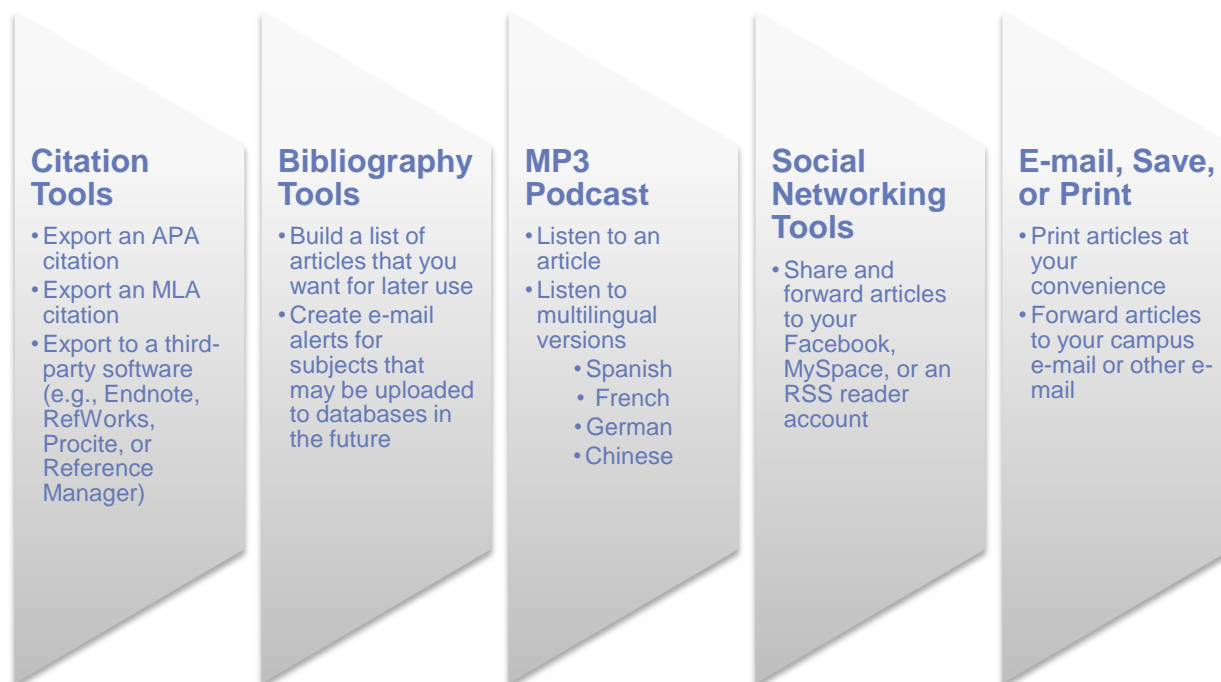 Citation
Tools
• Export an APA
citation
• Export an MLA
citation
• Export to a third-
party software
(e.g., Endnote,
RefWorks,
Procite, or
Reference
Manager)
Bibliography
Tools
• Build a list of
articles that you
want for later use
• Create e-mail
alerts for
subjects that
may be uploaded
to databases in
the future
MP3
Podcast
• Listen to an
article
• Listen to
multilingual
versions
• Spanish
• French
• German
• Chinese
Social
Networking
Tools
• Share and
forward articles
to your
Facebook,
MySpace, or an
RSS reader
account
E-mail, Save,
or Print
• Print articles at
your
convenience
• Forward articles
to your campus
e-mail or other e-
mail